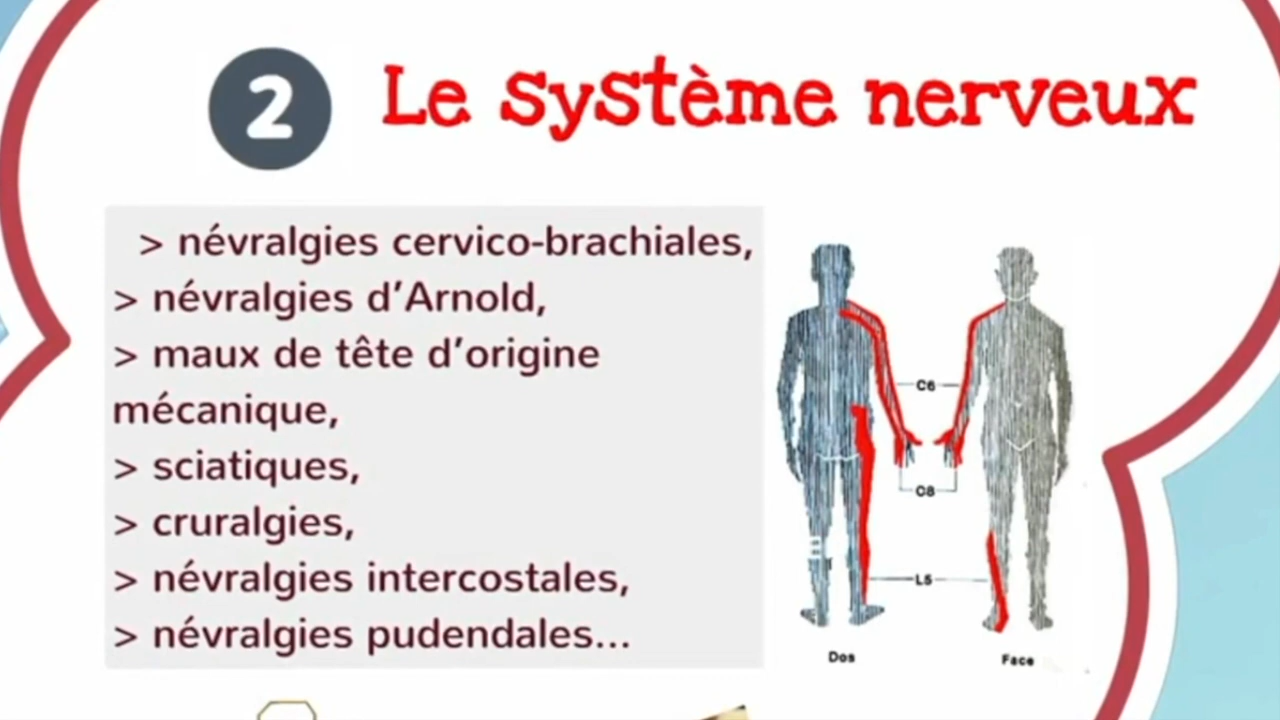 2
Le système nerveux
> névralgies cervico-brachiales,
> névralgies d’Arnold,
> maux de tête d’origine
mécanique,
> sciatiques,
> cruralgies,
> névralgies intercostales,
> névralgies pudendales...
C6
C8
L5
Dos
Face